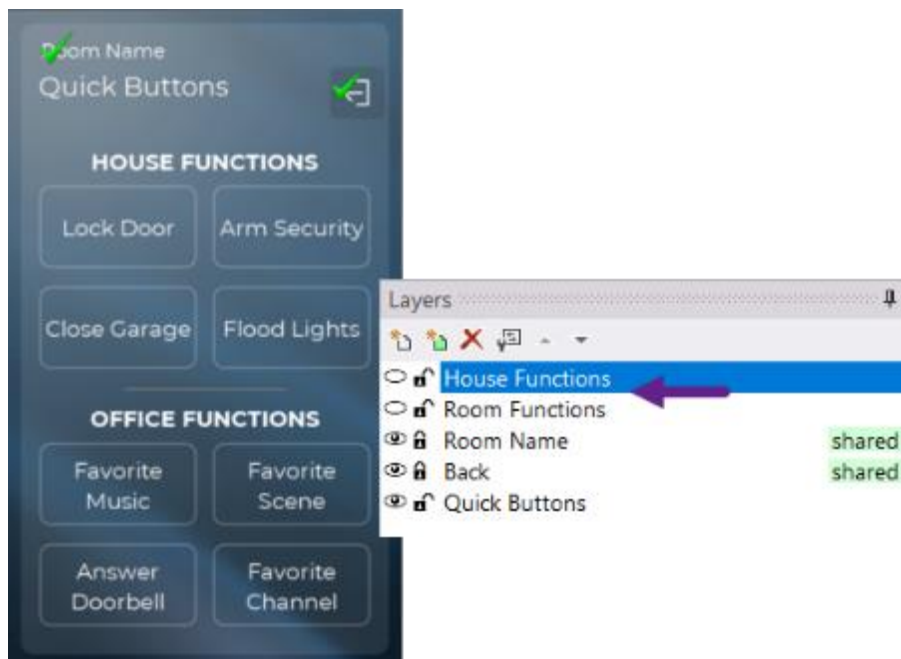 Room Name
Quick Buttons
HOUSE FUNCTIONS
Lock Door
Arm Security
Close Garage
Flood Lights
OFFICE FUNCTIONS
Favorite
Music
Favorite
Scene
Answer
Doorbell
Favorite
Channel
Layers
House Functions
Room Functions
Room Name shared
Back shared
Quick Buttons